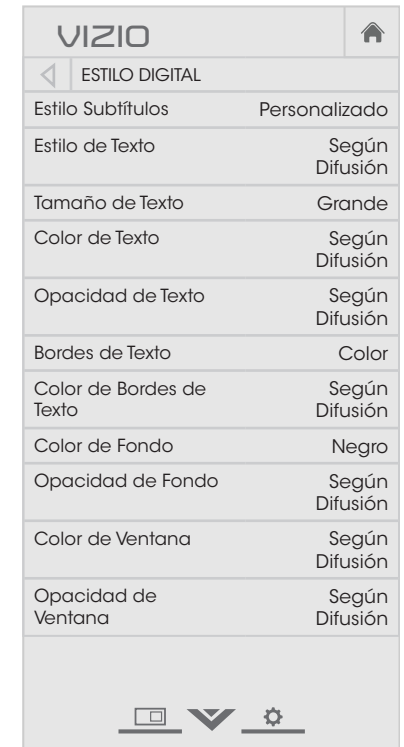 VIZIO
ESTILO DIGITAL
Estilo Subtítulos Personalizado
Estilo de Texto Según
Difusión
Tamaño de Texto Grande
Color de Texto Según
Difusión
Opacidad de Texto Según
Difusión
Bordes de Texto Color
Color de Bordes de Según
Texto Difusión
Color de Fondo Negro
Opacidad de Fondo Según
Difusión
Color de Ventana Según
Difusión
Opacidad de Según
Ventana Difusión